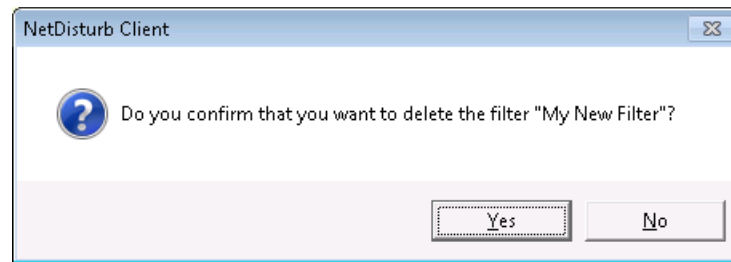 NetDisturb Client
Do you confirm that you want to delete the filter "My New Filter"?
Yes No